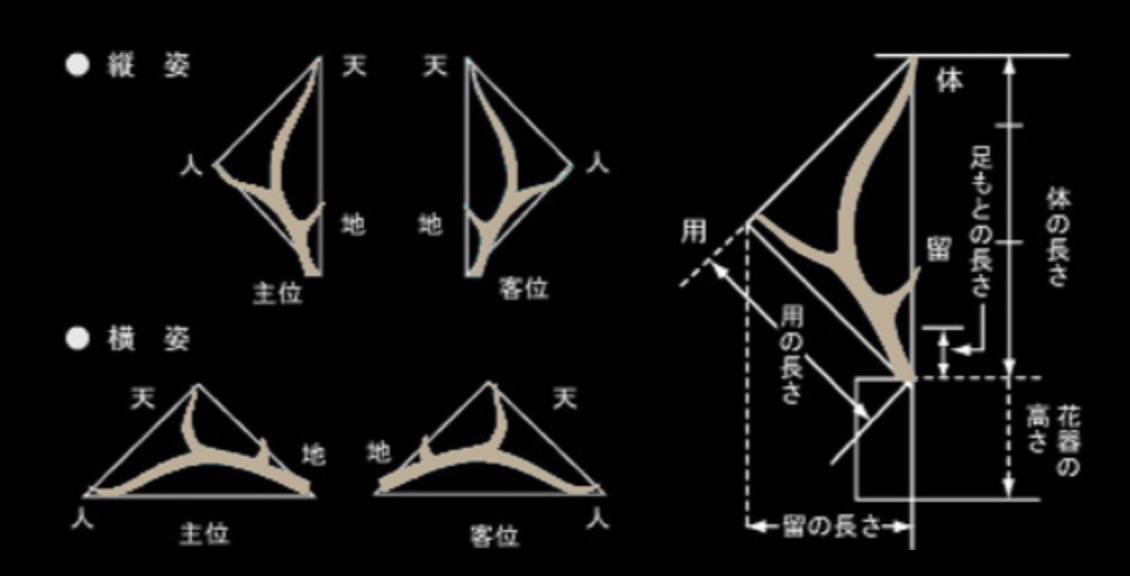 ● 縦 姿
天
人
地
主位
天
人
地
客位
● 横 姿
天
地
人
主位
天
地
人
客位
体
用
留
足もとの長さ
体の長さ
用の長さ
花器の
高さ
留の長さ